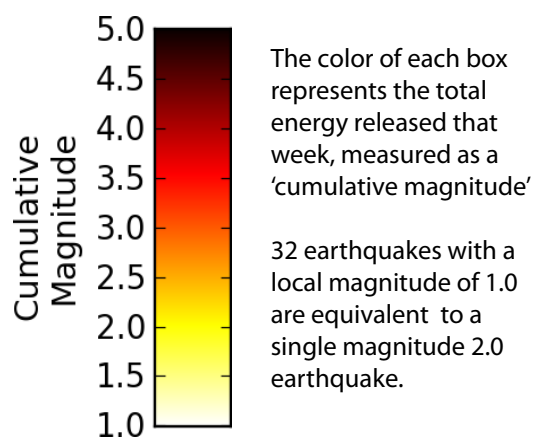 Cumulative
Magnitude
5.0
4.5
4.0
3.5
3.0
2.5
2.0
1.5
1.0
The color of each box
represents the total
energy released that
week, measured as a
‘cumulative magnitude’
32 earthquakes with a
local magnitude of 1.0
are equivalent to a
single magnitude 2.0
earthquake.